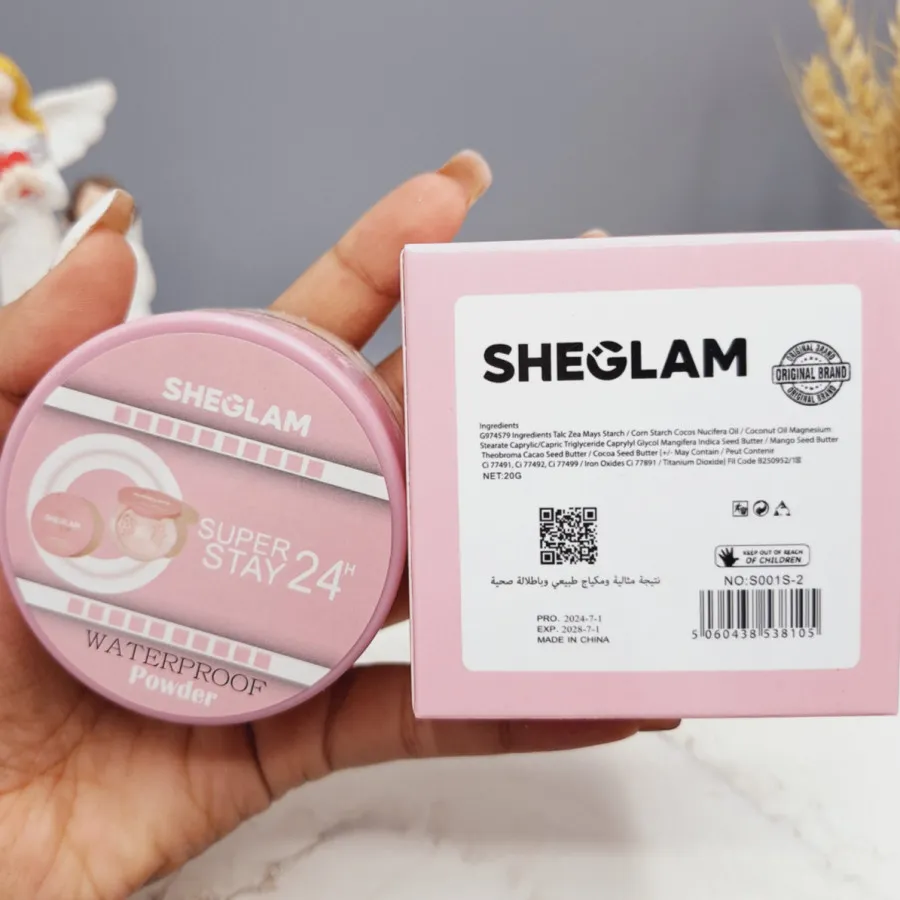 SHEGLAM
SHEGLAM
SUPER
STAY 24H
WATERPROOF
Powder
SHEGLAM
ORIGINAL BRAND
ORIGINAL BRAND
ORIGINAL BRAND
Ingredients
G974579 Ingredients Talc Zea Mays Starch / Corn Starch Cocos Nucifera Oil / Coconut Oil Magnesium
Stearate Caprylic/Capric Triglyceride Caprylyl Glycol Mangifera Indica Seed Butter / Mango Seed Butter
Theobroma Cacao Seed Butter / Cocoa Seed Butter [+/- May Contain / Peut Contenir
Ci 77491, Ci 77492, Ci 77499 / Iron Oxides Ci 77891 / Titanium Dioxide) Fil Code B250952/1
NET:20G
KEEP OUT OF REACH
OF CHILDREN
نتيجة مثالية ومكياج طبيعي وباطلالة صحية
NO:S001S-2
PRO. 2024-7-1
EXP. 2028-7-1
MADE IN CHINA
5 060438 538105